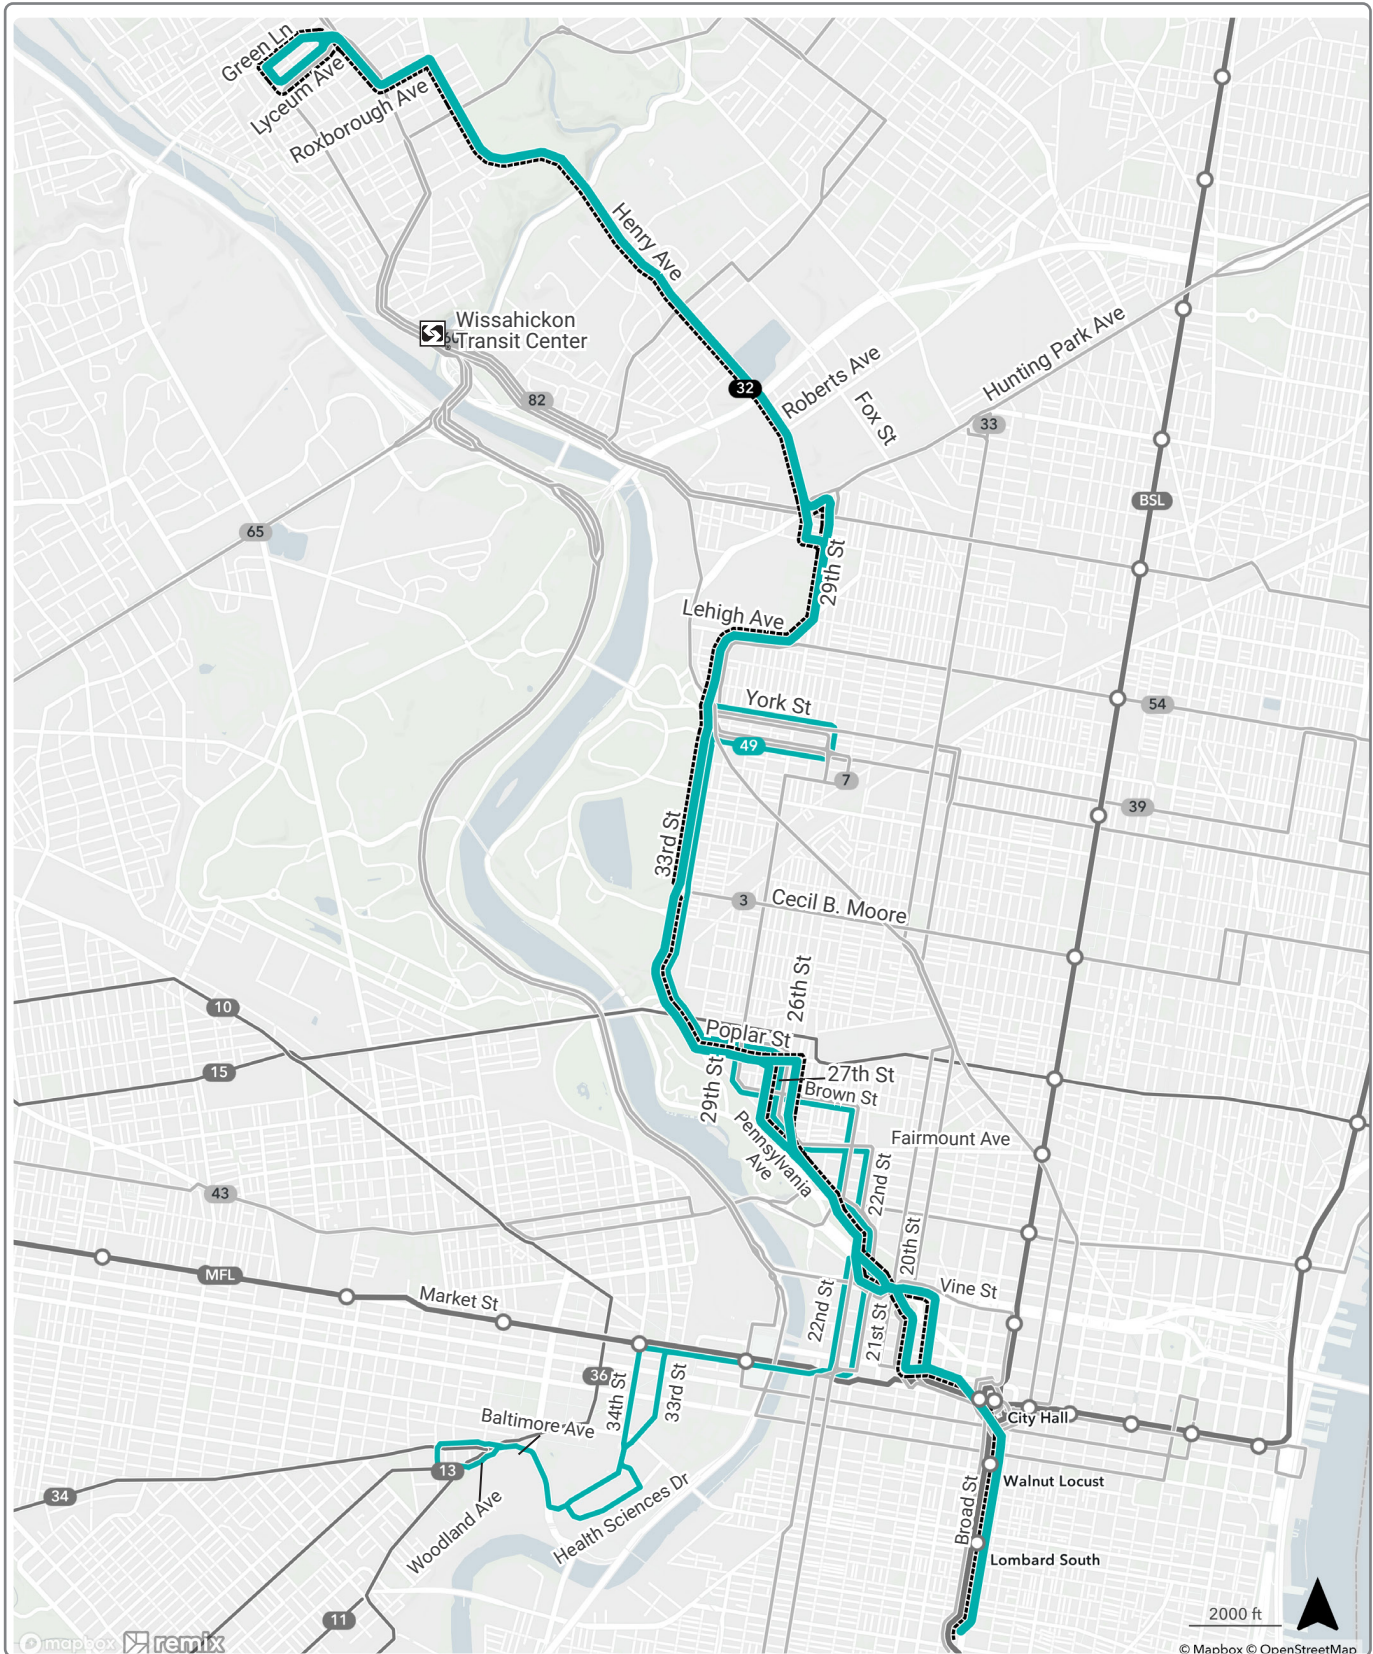 Green Ln
Lyceum Ave
Roxborough Ave
Henry Ave
Wissahickon
Transit Center
82
32
Roberts Ave
Fox St
Hunting Park Ave
33
BSL
65
29th St
Lehigh Ave
York St
54
49
7
39
33rd St
3
Cecil B. Moore
26th St
10
Poplar St
15
29th St
27th St
Brown St
Pennsylvania
Ave
Fairmount Ave
43
22nd St
20th St
MFL
Market St
Vine St
22nd St
21st St
36
34th St
33rd St
Baltimore Ave
City Hall
13
34
Woodland Ave
Health Sciences Dr
Broad St
Walnut Locust
Lombard South
11
2000 ft
mapbox
remix
© Mapbox © OpenStreetMap